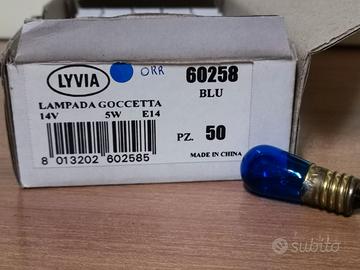 LYVIA
ORR
60258
BLU
LAMPADA GOCCETTA
14V 5W E14
PZ. 50
MADE IN CHINA
8 013202 602585
subito